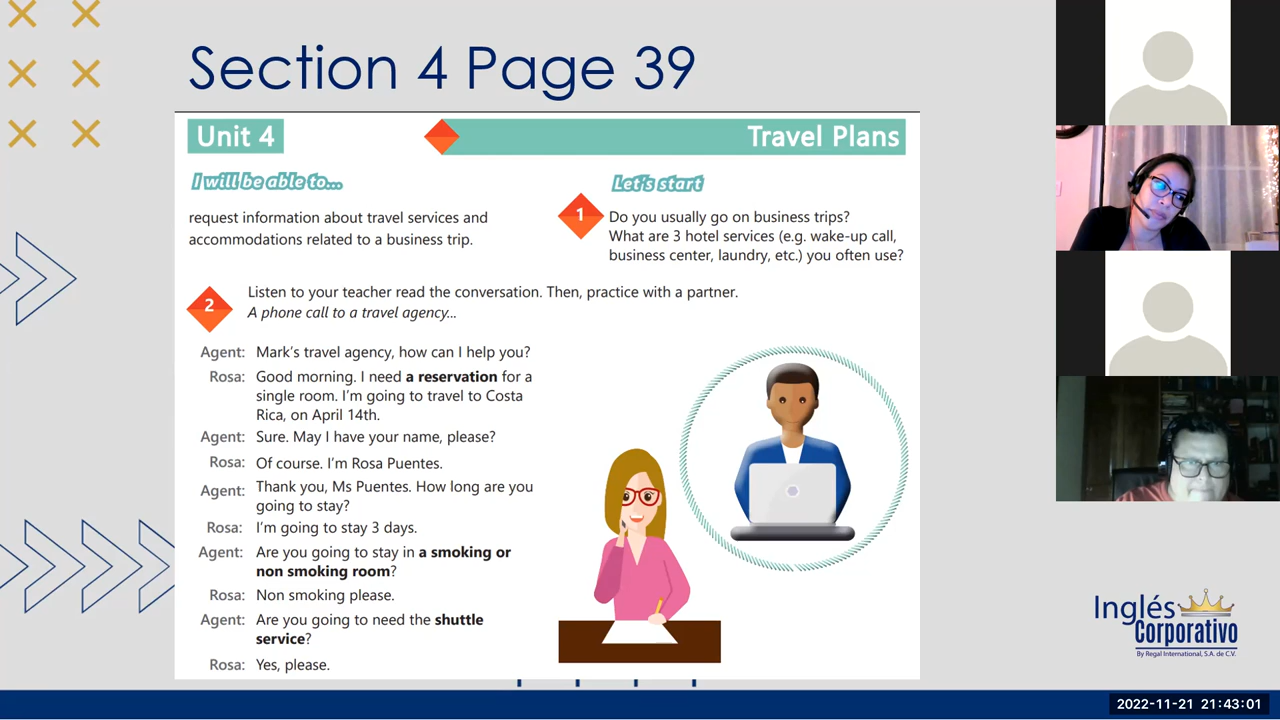 Section 4 Page 39
Unit 4
Travel Plans
I will be able to...
request information about travel services and
accommodations related to a business trip.
Let's start
1
Do you usually go on business trips?
What are 3 hotel services (e.g. wake-up call,
business center, laundry, etc.) you often use?
2
Listen to your teacher read the conversation. Then, practice with a partner.
A phone call to a travel agency...
Agent: Mark's travel agency, how can I help you?
Rosa: Good morning. I need a reservation for a
single room. I'm going to travel to Costa
Rica, on April 14th.
Agent: Sure. May I have your name, please?
Rosa: Of course. I'm Rosa Puentes.
Agent: Thank you, Ms Puentes. How long are you
going to stay?
Rosa: I'm going to stay 3 days.
Agent: Are you going to stay in a smoking or
non smoking room?
Rosa: Non smoking please.
Agent: Are you going to need the shuttle
service?
Rosa: Yes, please.
Inglés
Corporativo
By Regal International, S.A. de C.V.
2022-11-21 21:43:01